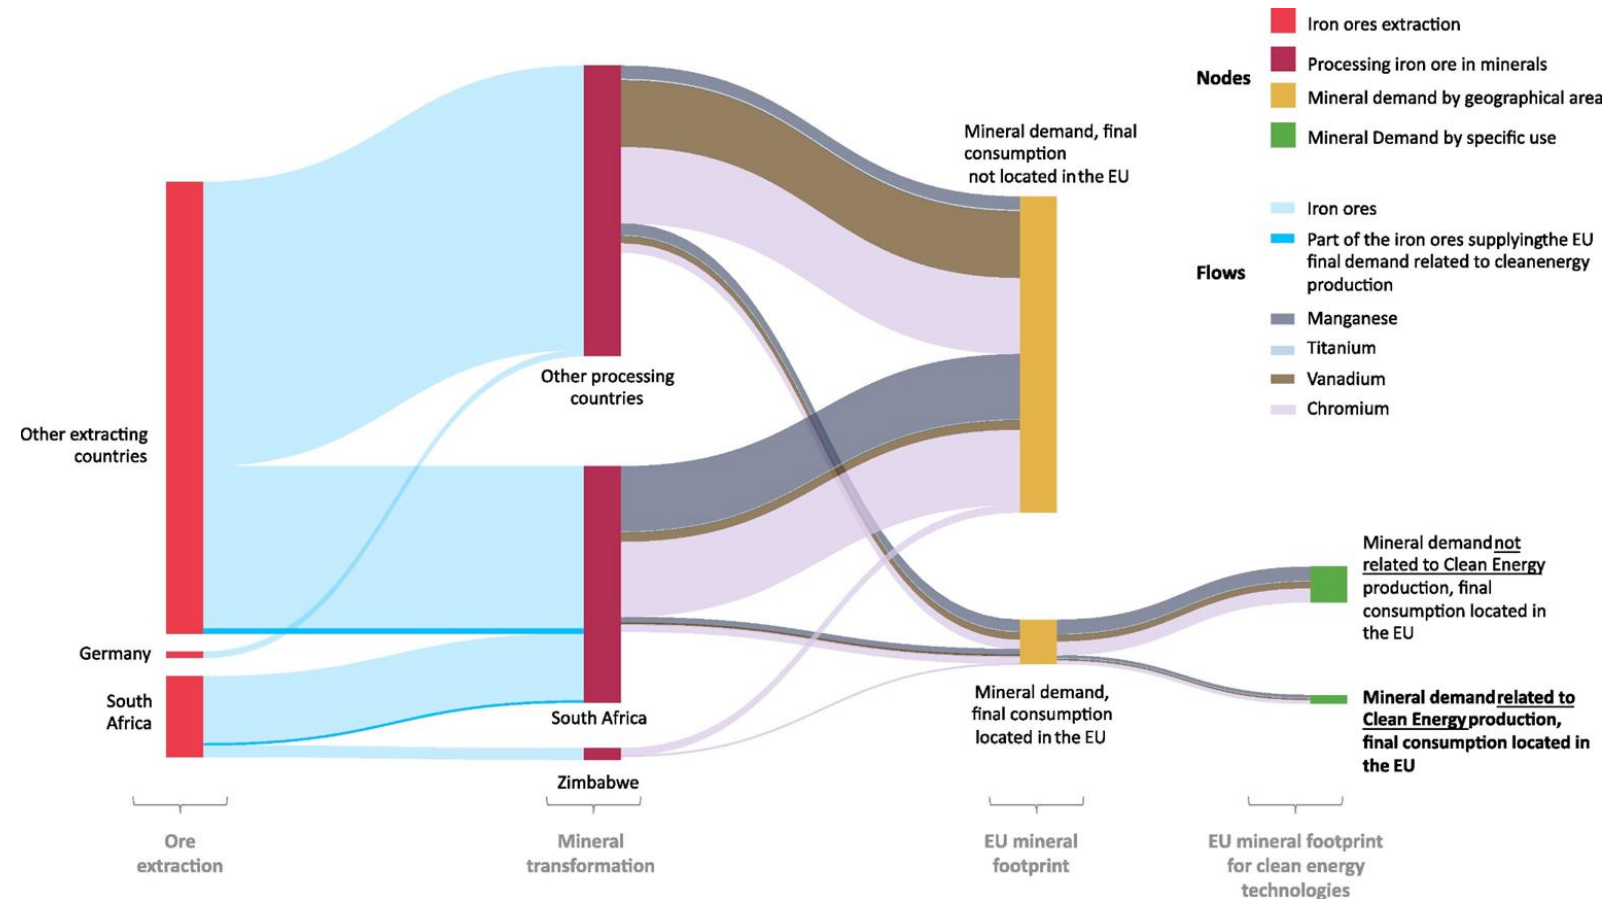 Nodes
Iron ores extraction
Processing iron ore in minerals
Mineral demand by geographical area
Mineral Demand by specific use
Flows
Iron ores
Part of the iron ores supplyingthe EU
final demand related to cleanenergy
production
Manganese
Titanium
Vanadium
Chromium
Mineral demand, final
consumption
not located in the EU
Other processing
countries
Other extracting
countries
Germany
South
Africa
South Africa
Zimbabwe
Mineral demand,
final consumption
located in the EU
Mineral demand not
related to Clean Energy
production, final
consumption located in
the EU
Mineral demand related to
Clean Energy production,
final consumption located in
the EU
Ore
extraction
Mineral
transformation
EU mineral
footprint
EU mineral footprint
for clean energy
technologies